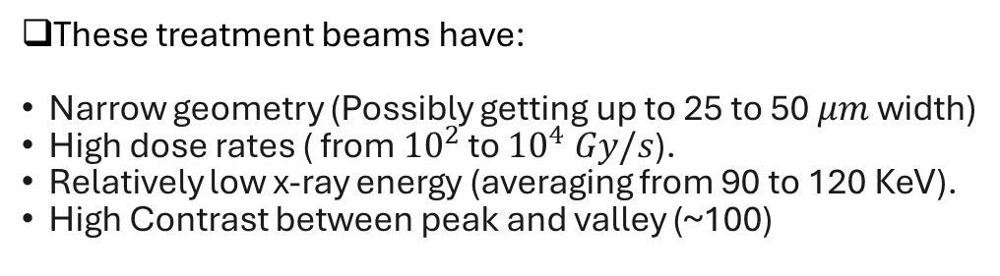 ❑These treatment beams have:
• Narrow geometry (Possibly getting up to 25 to 50 𝜇𝑚 width)
• High dose rates ( from 10² to 10⁴ 𝐺𝑦/𝑠).
• Relatively low x-ray energy (averaging from 90 to 120 KeV).
• High Contrast between peak and valley (~100)